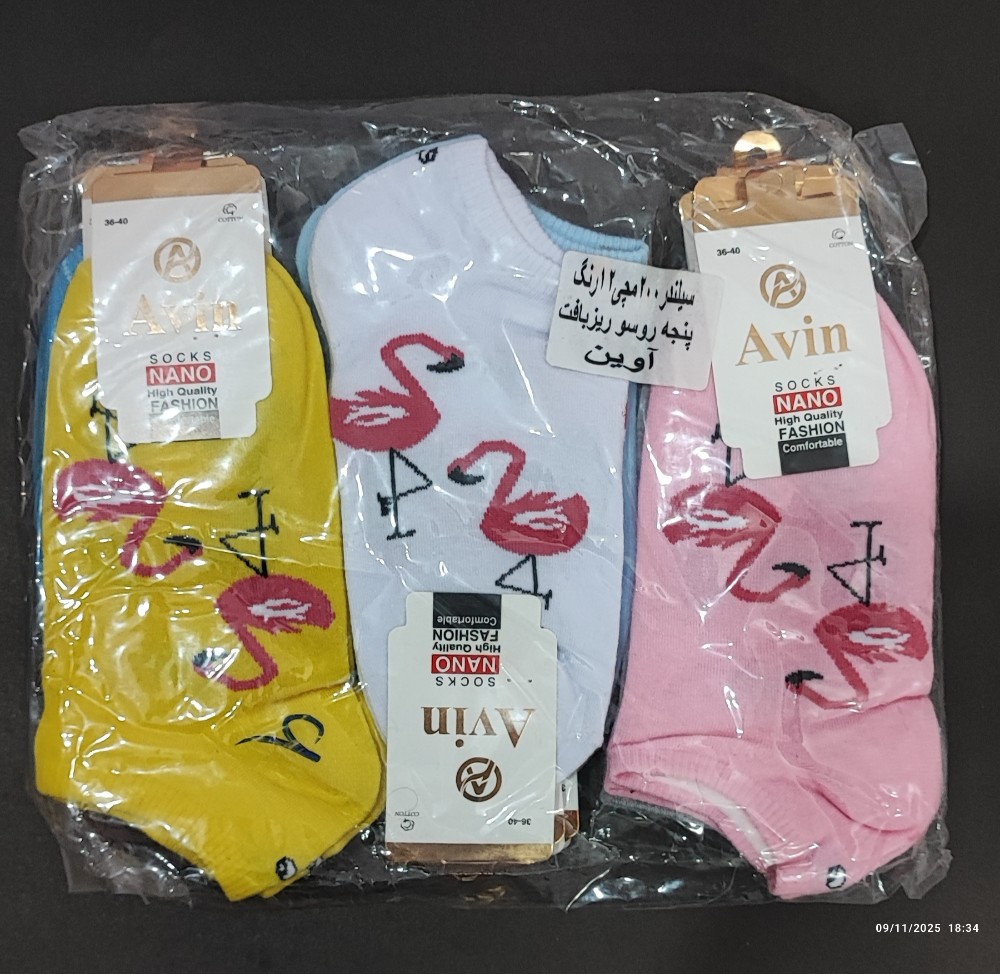 36-40
COTTON
Avin
SOCKS
NANO
High Quality
FASHION
سیلندر ۲۰۰ مچی ۱۲ رنگ
پنجه روسو ریزبافت
آوین
36-40
COTTON
Avin
SOCKS
NANO
High Quality
FASHION
Comfortable
36-40
COTTON
Avin
SOCKS
NANO
High Quality
FASHION
Comfortable
09/11/2025 18:34